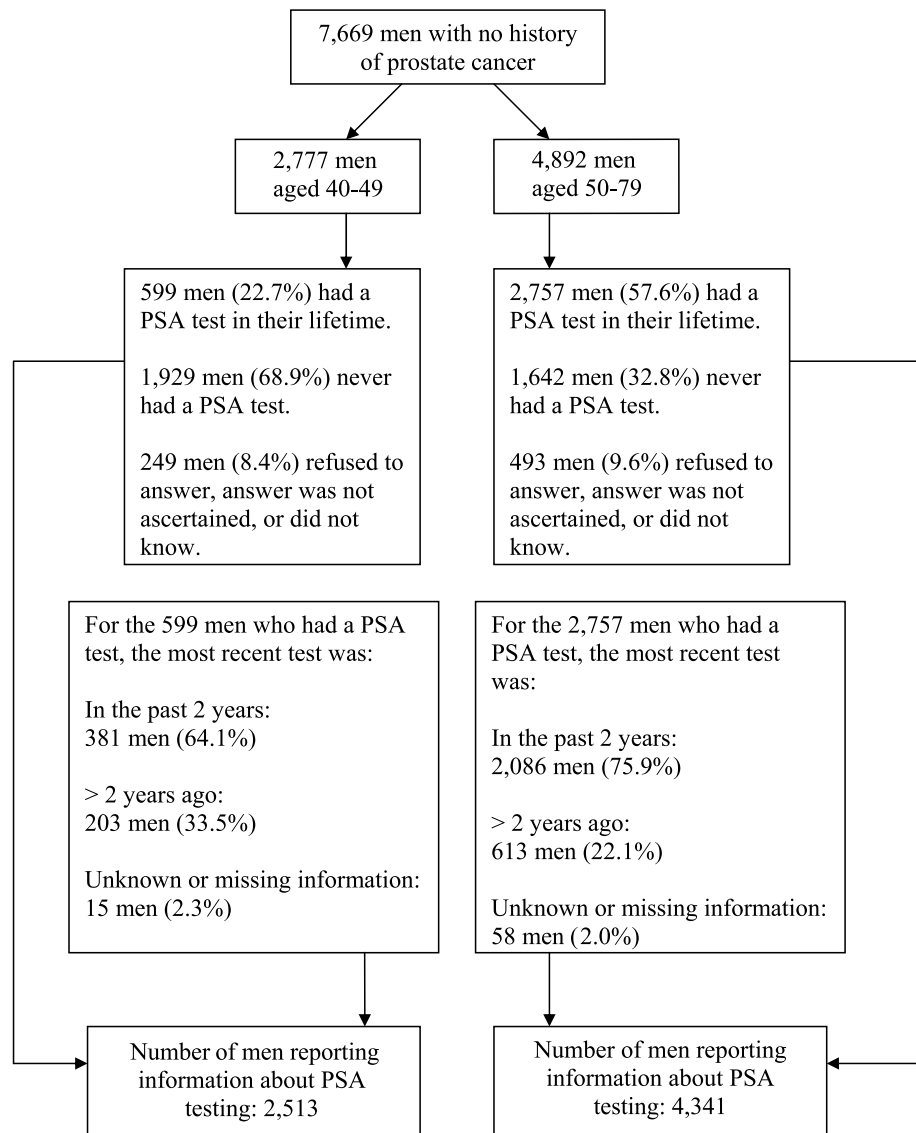 7,669 men with no history
of prostate cancer
2,777 men
aged 40-49
4,892 men
aged 50-79
599 men (22.7%) had a
PSA test in their lifetime.
1,929 men (68.9%) never
had a PSA test.
249 men (8.4%) refused to
answer, answer was not
ascertained, or did not
know.
2,757 men (57.6%) had a
PSA test in their lifetime.
1,642 men (32.8%) never
had a PSA test.
493 men (9.6%) refused to
answer, answer was not
ascertained, or did not
know.
For the 599 men who had a PSA
test, the most recent test was:
In the past 2 years:
381 men (64.1%)
> 2 years ago:
203 men (33.5%)
Unknown or missing information:
15 men (2.3%)
For the 2,757 men who had a
PSA test, the most recent test
was:
In the past 2 years:
2,086 men (75.9%)
> 2 years ago:
613 men (22.1%)
Unknown or missing information:
58 men (2.0%)
Number of men reporting
information about PSA
testing: 2,513
Number of men reporting
information about PSA
testing: 4,341